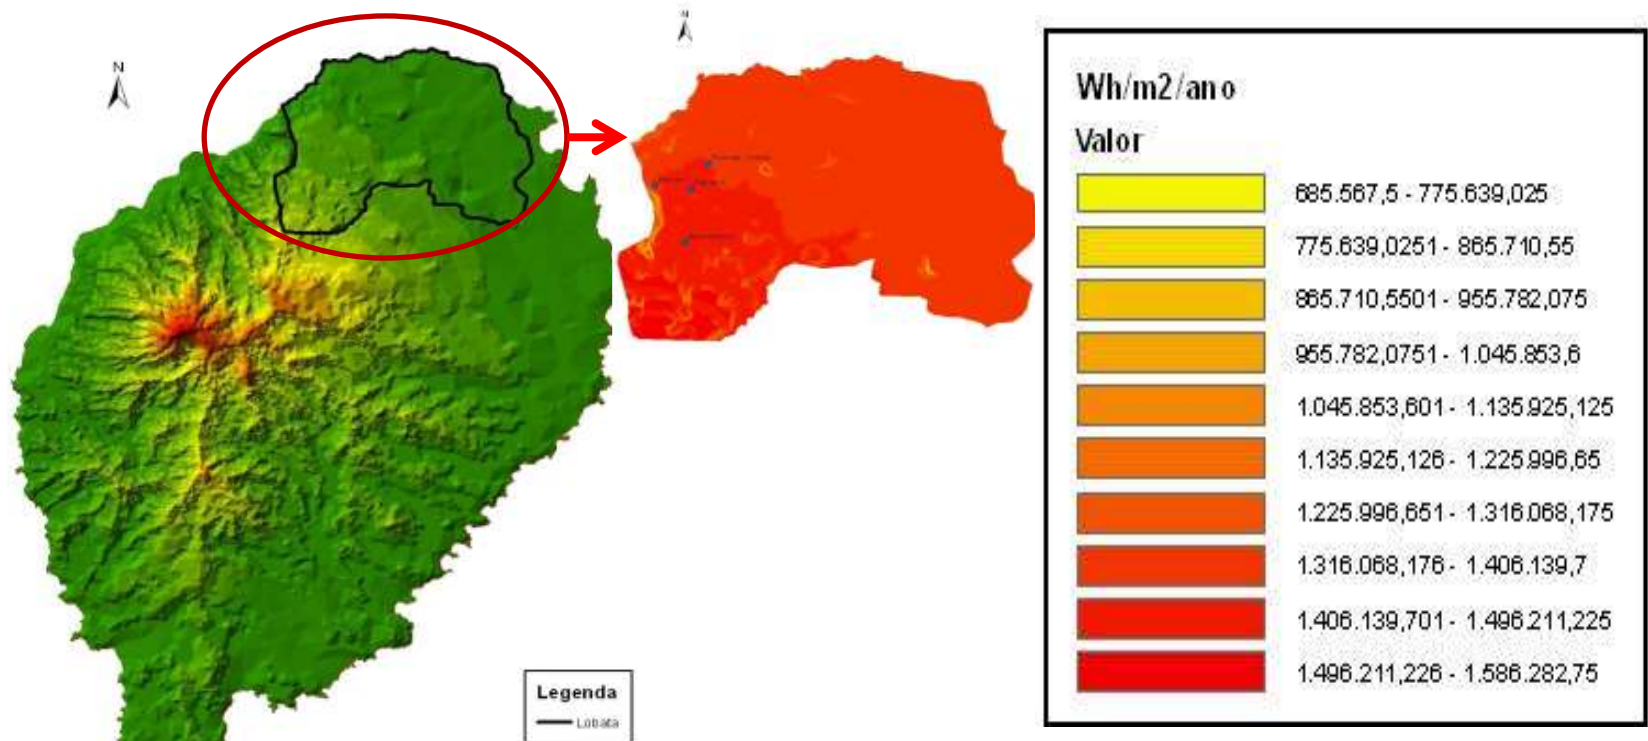 N
N
Legenda
Lobata
Wh/m2/ano
Valor
685.567,5 - 775.639,025
775.639,0251 - 865.710,55
865.710,5501 - 955.782,075
955.782,0751 - 1.045.853,6
1.045.853,601 - 1.135.925,125
1.135.925,126 - 1.225.996,65
1.225.996,651 - 1.316.068,175
1.316.068,176 - 1.406.139,7
1.406.139,701 - 1.496.211,225
1.496.211,226 - 1.586.282,75